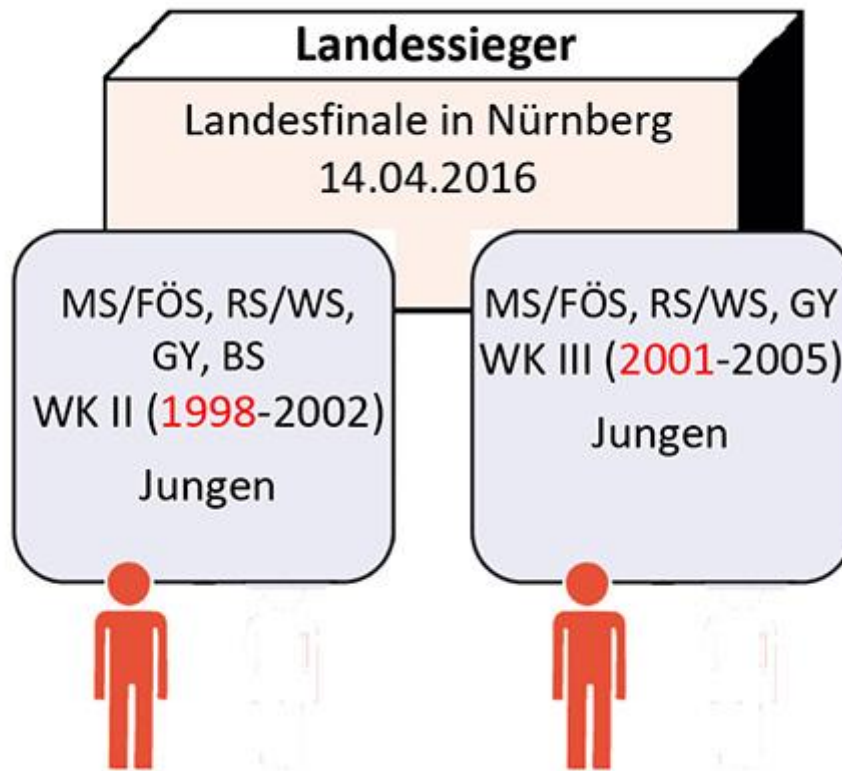 Landessieger
Landesfinale in Nürnberg
14.04.2016
MS/FÖS, RS/WS,
GY, BS
WK II (1998-2002)
Jungen
MS/FÖS, RS/WS, GY
WK III (2001-2005)
Jungen